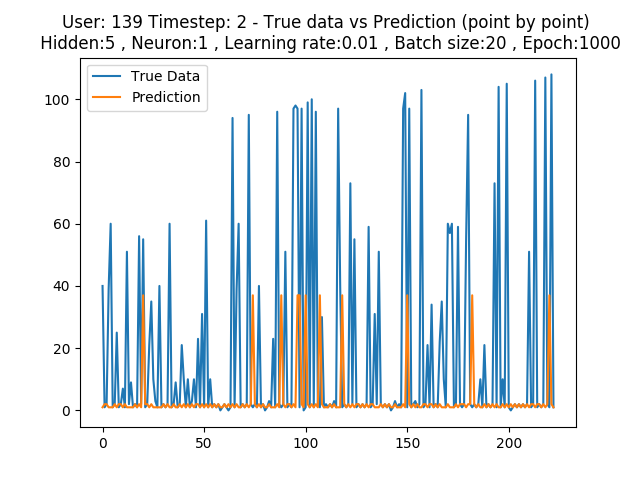 User: 139 Timestep: 2 - True data vs Prediction (point by point)
Hidden:5 , Neuron:1 , Learning rate:0.01 , Batch size:20 , Epoch:1000
True Data
Prediction
100
80
60
40
20
0
0 50 100 150 200